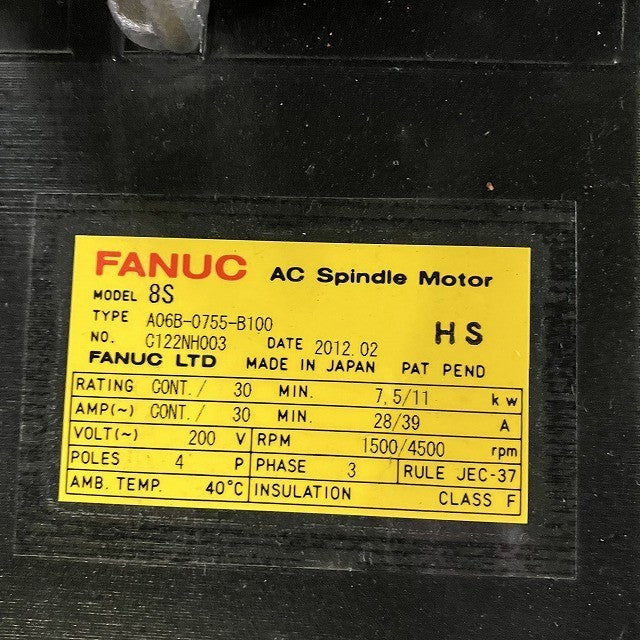 FANUC AC Spindle Motor
MODEL 8S
TYPE A06B-0755-B100
NO. C122NH003 DATE 2012.02 HS
FANUC LTD MADE IN JAPAN PAT PEND
RATING CONT./ 30 MIN. 7,5/11 kw
AMP(~) CONT./ 30 MIN. 28/39 A
VOLT(~) 200 V RPM 1500/4500 rpm
POLES 4 P PHASE 3 RULE JEC-37
AMB. TEMP. 40°C INSULATION CLASS F